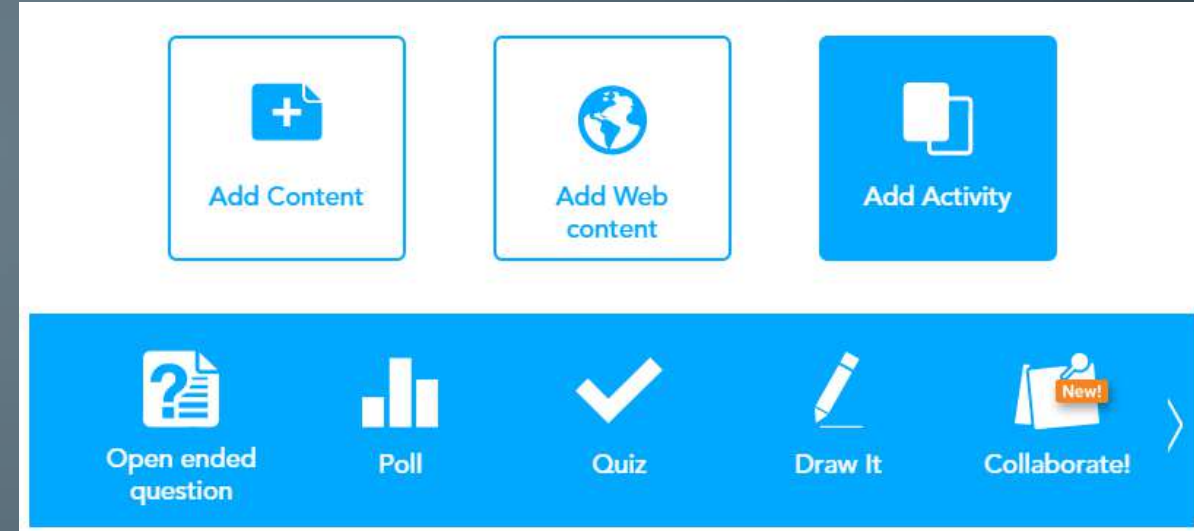 Add Content
Add Web
content
Add Activity
Open ended
question
Poll
Quiz
Draw It
New!
Collaborate!